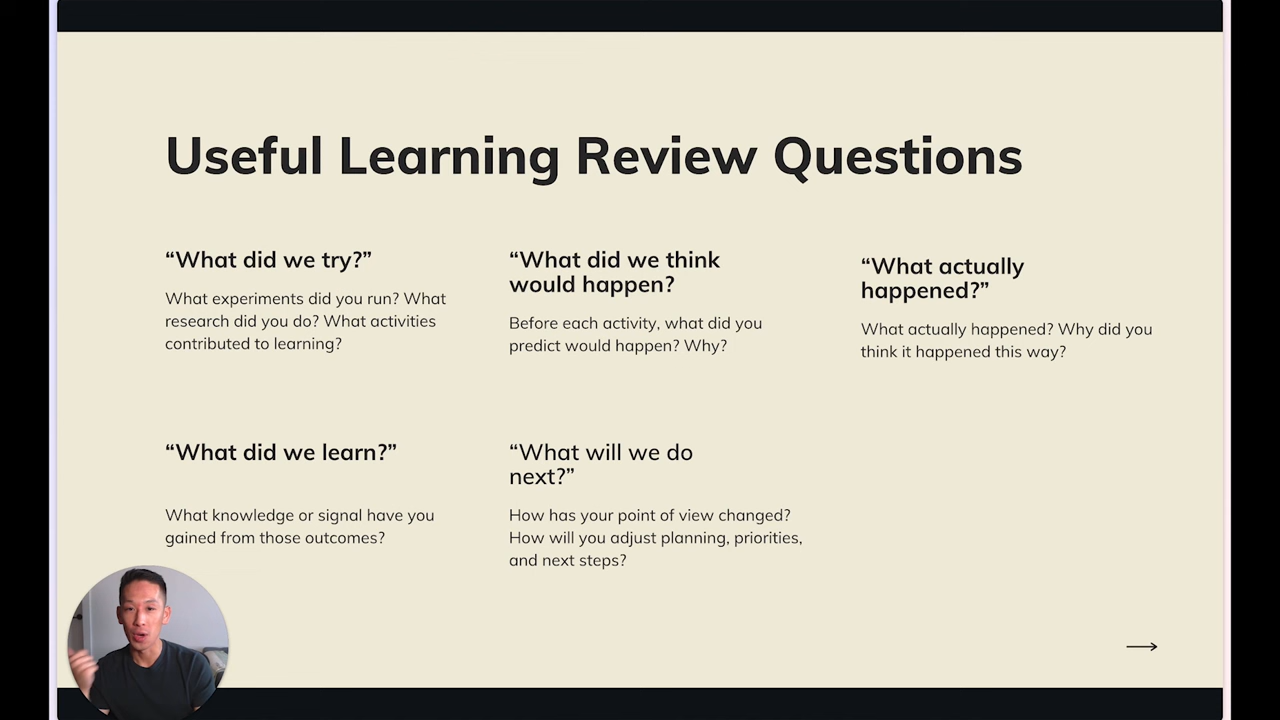 Useful Learning Review Questions
“What did we try?”
What experiments did you run? What
research did you do? What activities
contributed to learning?
“What did we think
would happen?
Before each activity, what did you
predict would happen? Why?
“What actually
happened?”
What actually happened? Why did you
think it happened this way?
“What did we learn?”
What knowledge or signal have you
gained from those outcomes?
“What will we do
next?”
How has your point of view changed?
How will you adjust planning, priorities,
and next steps?